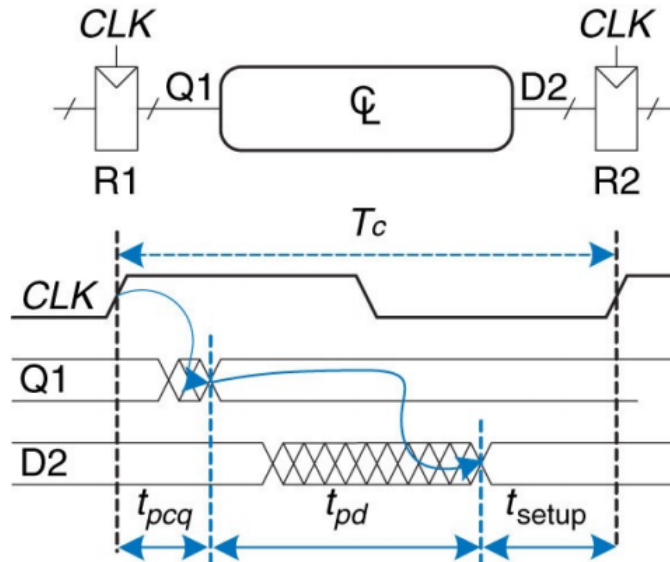 CLK CLK
Q1 CL D2
R1 R2
Tc
CLK
Q1
D2
tpcq tpd tsetup